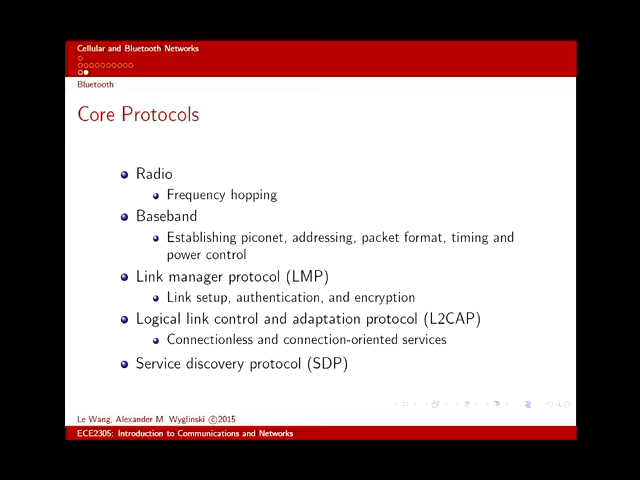 Cellular and Bluetooth Networks
Bluetooth
Core Protocols
Radio
Frequency hopping
Baseband
Establishing piconet, addressing, packet format, timing and
power control
Link manager protocol (LMP)
Link setup, authentication, and encryption
Logical link control and adaptation protocol (L2CAP)
Connectionless and connection-oriented services
Service discovery protocol (SDP)
Le Wang, Alexander M. Wyglinski ©2015
ECE2305: Introduction to Communications and Networks